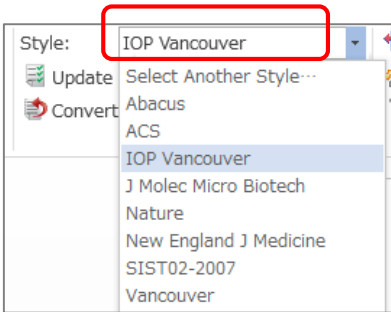 Style: IOP Vancouver
Update Select Another Style…
Convert Abacus
ACS
IOP Vancouver
J Molec Micro Biotech
Nature
New England J Medicine
SIST02-2007
Vancouver